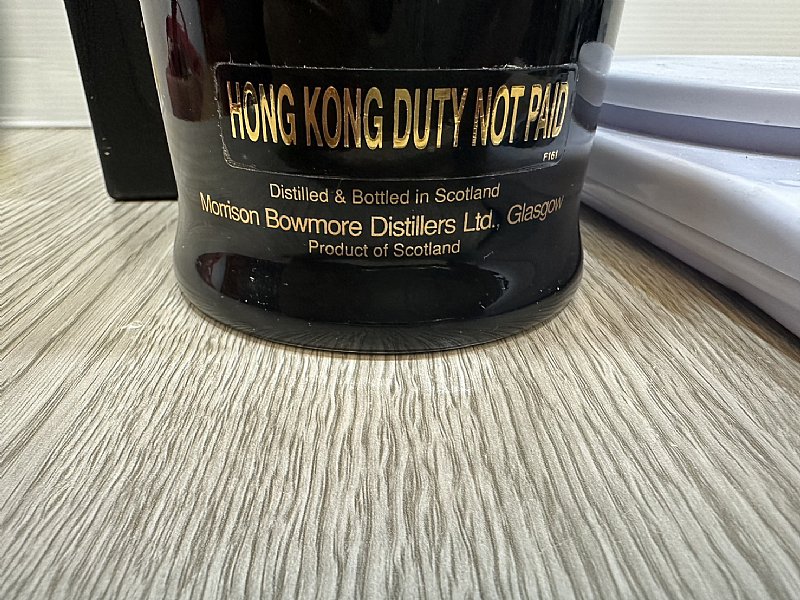 HONG KONG DUTY NOT PAID
F161
Distilled & Bottled in Scotland
Morrison Bowmore Distillers Ltd., Glasgow
Product of Scotland